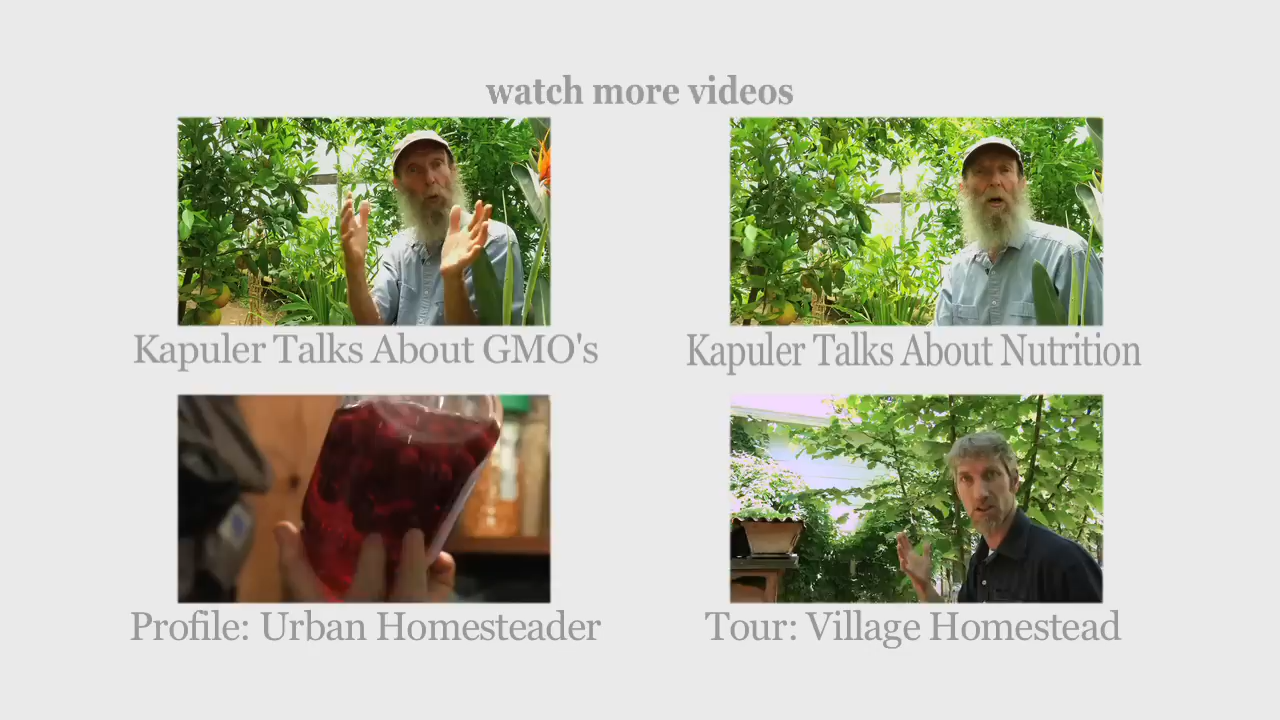 watch more videos
Kapuler Talks About GMO's
Kapuler Talks About Nutrition
Profile: Urban Homesteader
Tour: Village Homestead